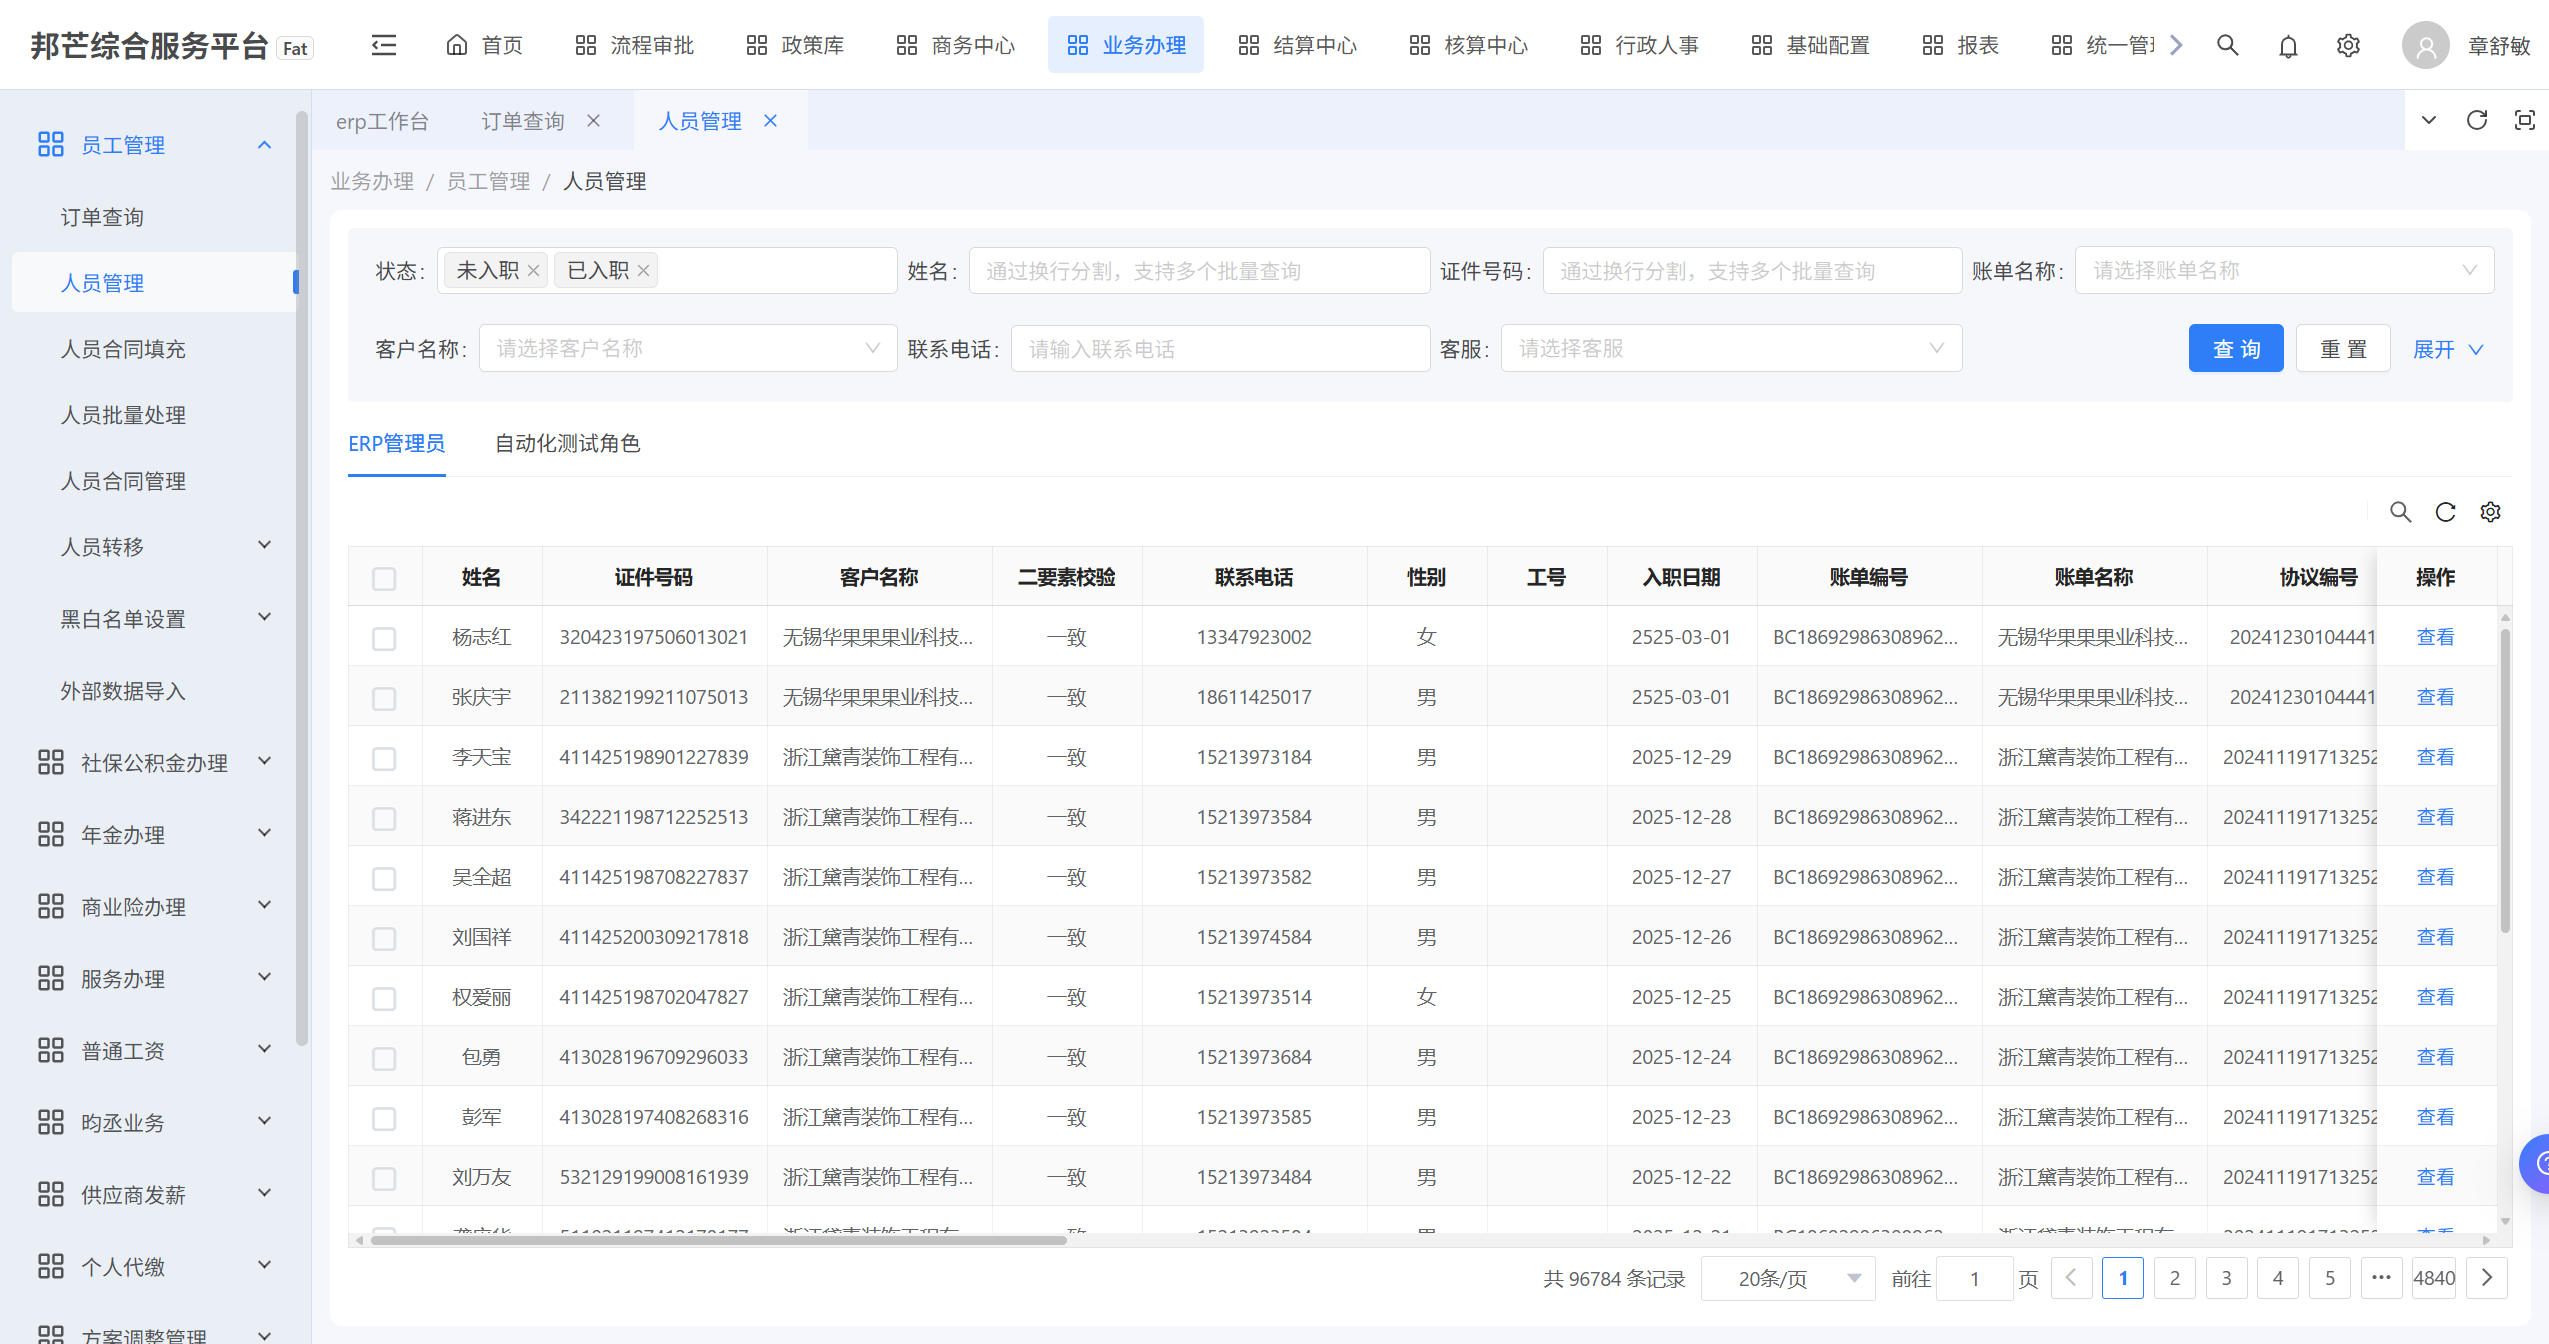 邦芒综合服务平台 Fat
首页 流程审批 政策库 商务中心 业务办理 结算中心 核算中心 行政人事 基础配置 报表 统一管
章舒敏
员工管理
订单查询
人员管理
人员合同填充
人员批量处理
人员合同管理
人员转移
黑白名单设置
外部数据导入
社保公积金办理
年金办理
商业险办理
服务办理
普通工资
昀丞业务
供应商发薪
个人代缴
方案调整管理
erp工作台 订单查询 人员管理
业务办理 / 员工管理 / 人员管理
状态: 未入职 已入职 姓名: 通过换行分割，支持多个批量查询 证件号码: 通过换行分割，支持多个批量查询 账单名称: 请选择账单名称
客户名称: 请选择客户名称 联系电话: 请输入联系电话 客服: 请选择客服 查 询 重 置 展开
ERP管理员 自动化测试角色
姓名 证件号码 客户名称 二要素校验 联系电话 性别 工号 入职日期 账单编号 账单名称 协议编号 操作
杨志红 320423197506013021 无锡华果果果业科技... 一致 13347923002 女 2525-03-01 BC18692986308962... 无锡华果果果业科技... 20241230104441 查看
张庆宇 211382199211075013 无锡华果果果业科技... 一致 18611425017 男 2525-03-01 BC18692986308962... 无锡华果果果业科技... 20241230104441 查看
李天宝 411425198901227839 浙江黛青装饰工程有... 一致 15213973184 男 2025-12-29 BC18692986308962... 浙江黛青装饰工程有... 202411191713252 查看
蒋进东 342221198712252513 浙江黛青装饰工程有... 一致 15213973584 男 2025-12-28 BC18692986308962... 浙江黛青装饰工程有... 202411191713252 查看
吴全超 411425198708227837 浙江黛青装饰工程有... 一致 15213973582 男 2025-12-27 BC18692986308962... 浙江黛青装饰工程有... 202411191713252 查看
刘国祥 411425200309217818 浙江黛青装饰工程有... 一致 15213974584 男 2025-12-26 BC18692986308962... 浙江黛青装饰工程有... 202411191713252 查看
权爱丽 411425198702047827 浙江黛青装饰工程有... 一致 15213973514 女 2025-12-25 BC18692986308962... 浙江黛青装饰工程有... 202411191713252 查看
包勇 413028196709296033 浙江黛青装饰工程有... 一致 15213973684 男 2025-12-24 BC18692986308962... 浙江黛青装饰工程有... 202411191713252 查看
彭军 413028197408268316 浙江黛青装饰工程有... 一致 15213973585 男 2025-12-23 BC18692986308962... 浙江黛青装饰工程有... 202411191713252 查看
刘万友 532129199008161939 浙江黛青装饰工程有... 一致 15213973484 男 2025-12-22 BC18692986308962... 浙江黛青装饰工程有... 202411191713252 查看
共 96784 条记录 20条/页 前往 1 页 1 2 3 4 5 ••• 4840